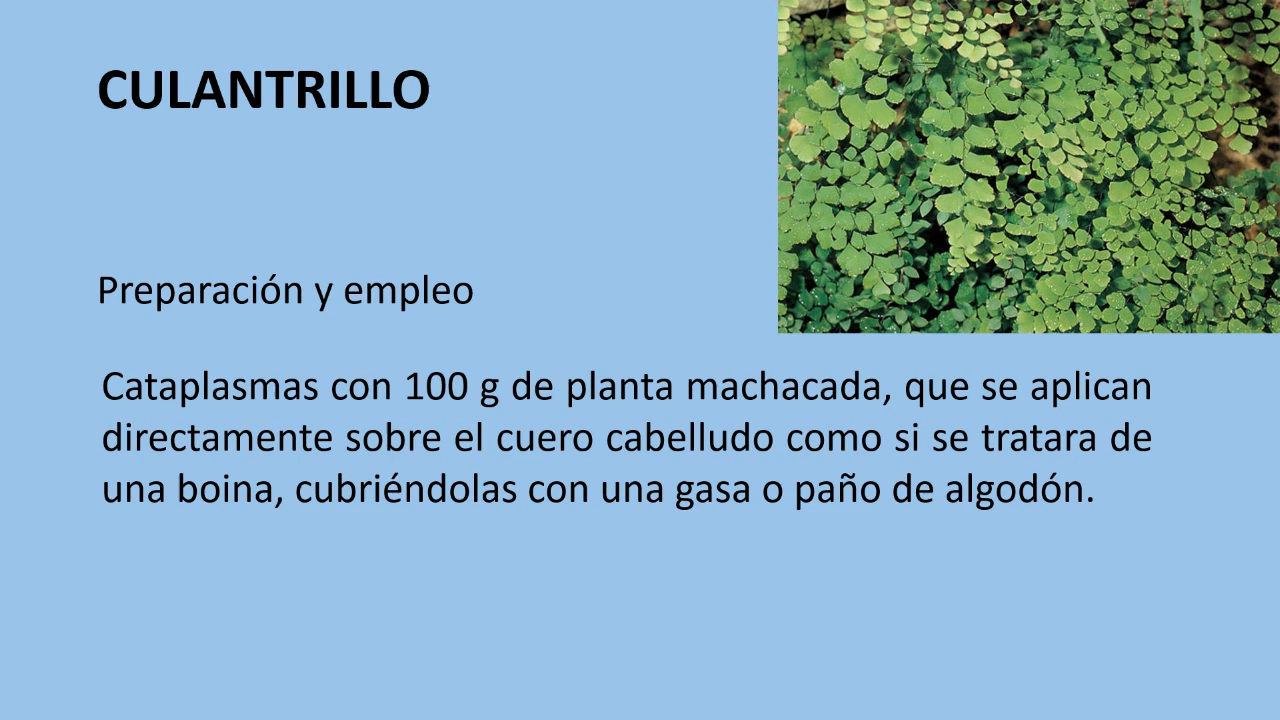 CULANTRILLO
Preparación y empleo
Cataplasmas con 100 g de planta machacada, que se aplican
directamente sobre el cuero cabelludo como si se tratara de
una boina, cubriéndolas con una gasa o paño de algodón.